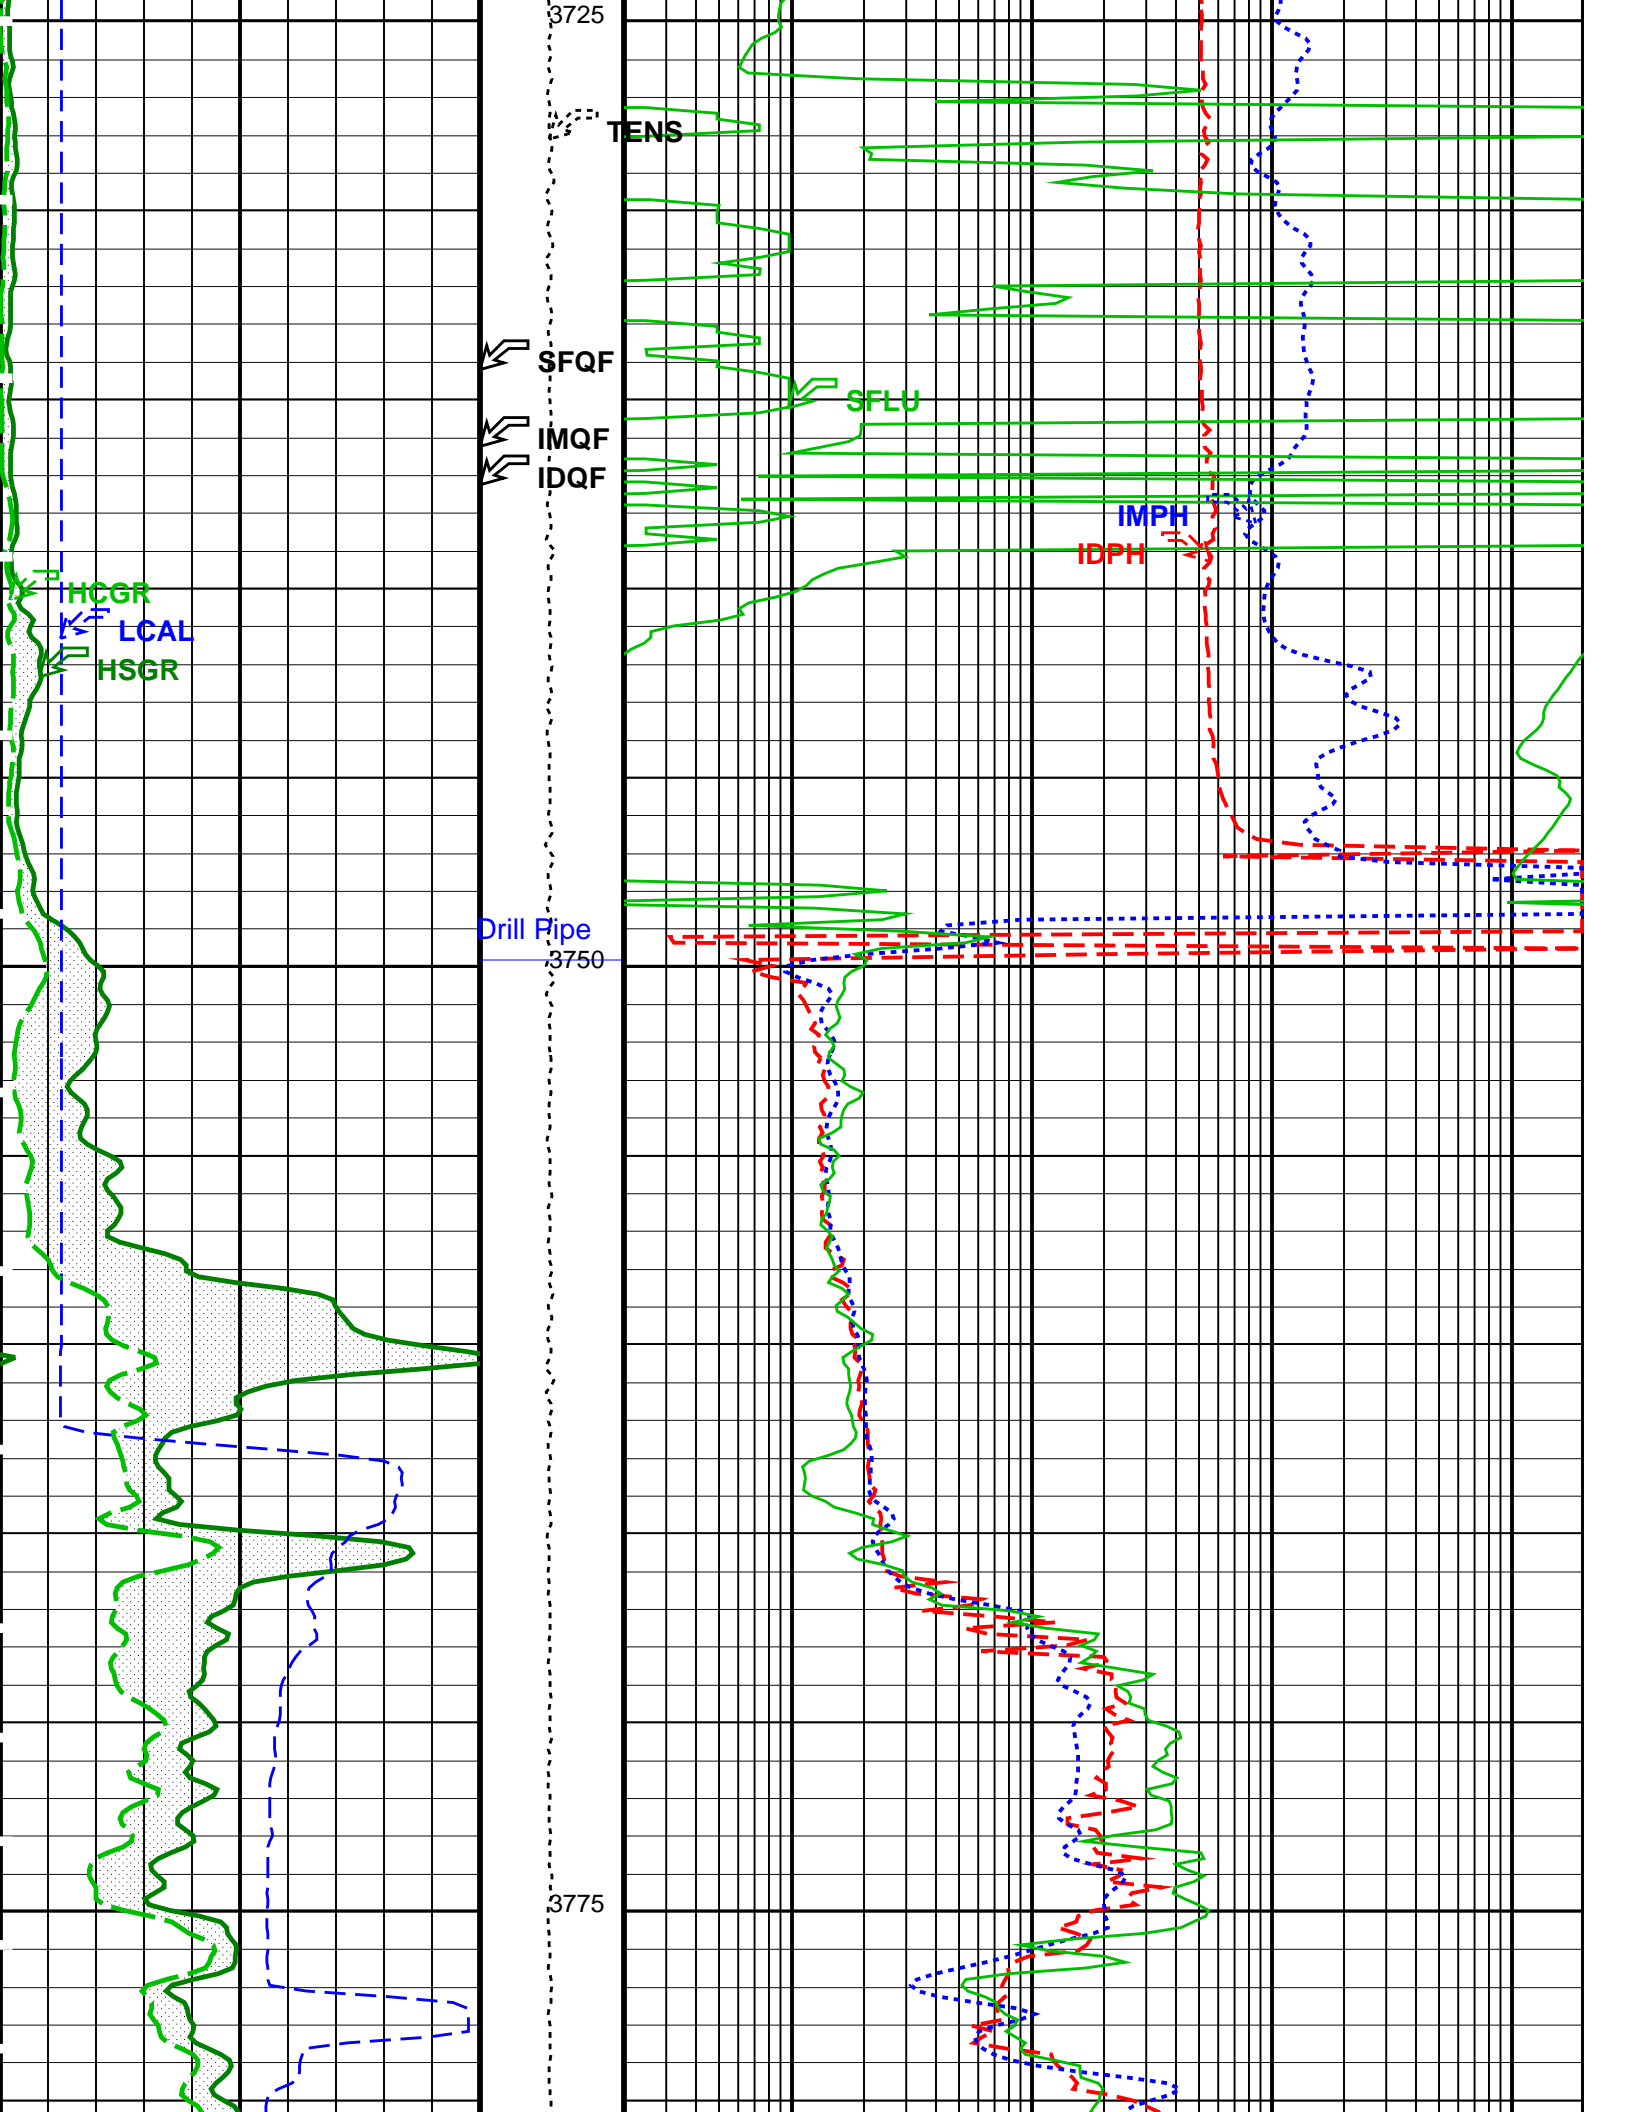 3725
TENS
SFQF
SFLU
IMQF
IDQF
IMPH
IDPH
HCGR
LCAL
HSGR
Drill Pipe
3750
3775